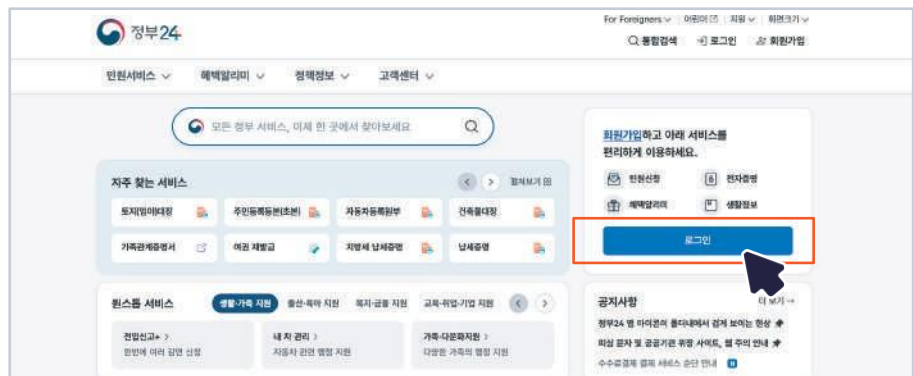 정부24
For Foreigners 어린이 지원 화면크기
통합검색 로그인 회원가입
민원서비스 혜택알리미 정책정보 고객센터
모든 정부 서비스, 이제 한 곳에서 찾아보세요
회원가입하고 아래 서비스를
편리하게 이용하세요.
민원신청 전자증명
혜택알리미 생활정보
로그인
자주 찾는 서비스 펼쳐보기
토지(임야)대장 주민등록등본(초본) 자동차등록원부 건축물대장
가족관계증명서 여권 재발급 지방세 납세증명 납세증명
원스톱 서비스 생활·가족 지원 출산·육아 지원 복지·금융 지원 교육·취업·기업 지원
전입신고+ 내 차 관리 가족·다문화지원
한번에 여러 감면 신청 자동차 관련 행정 지원 다양한 가족의 행정 지원
공지사항 더 보기→
정부24 앱 아이콘이 폴더내에서 검게 보이는 현상
피싱 문자 및 공공기관 위장 사이트, 웹 주의 안내
수수료결제 결제 서비스 순단 안내